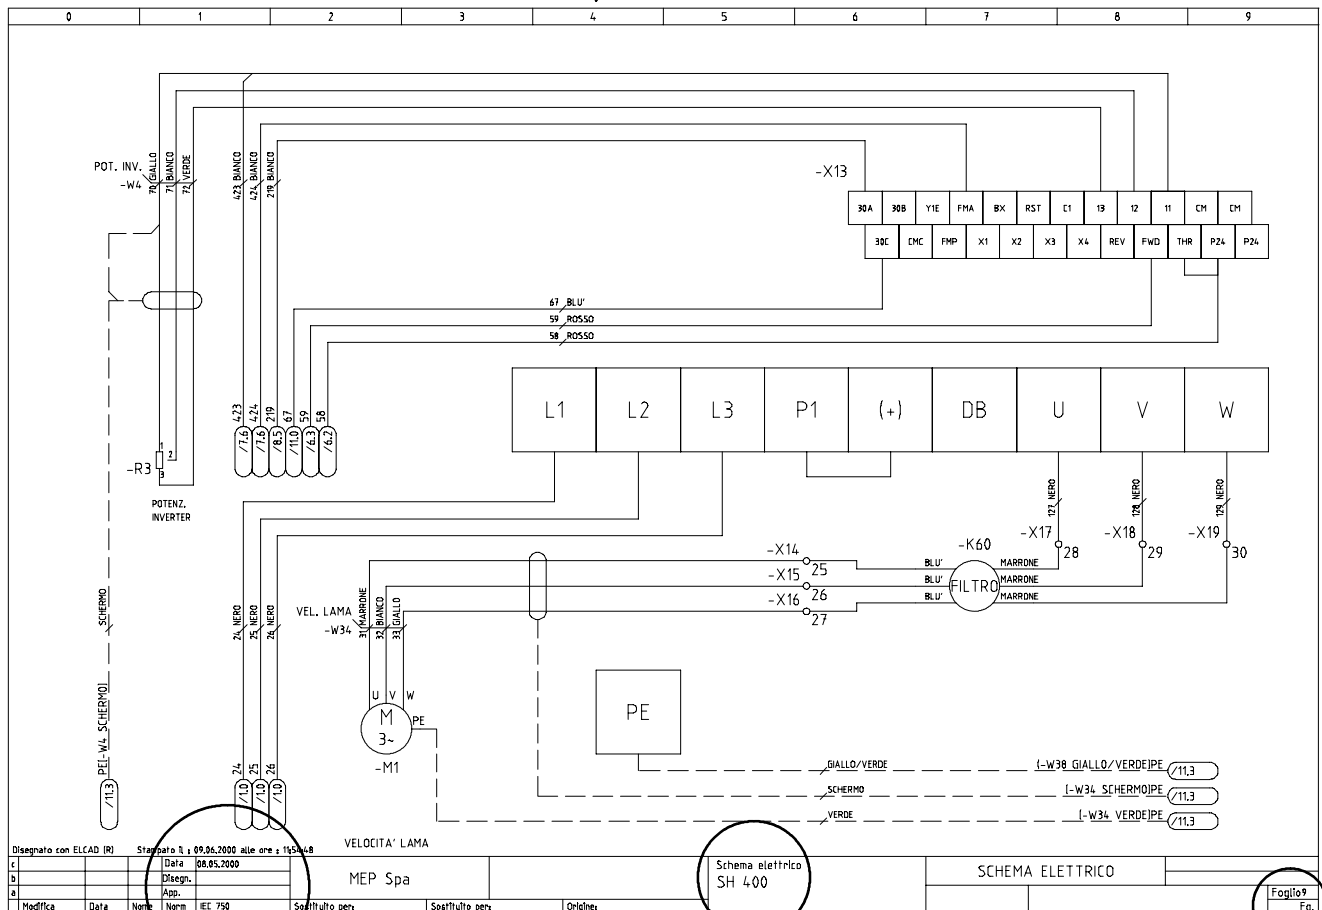 0 1 2 3 4 5 6 7 8 9
POT. INV.
-W4
70 GIALLO
71 BIANCO
72 VERDE
423 BIANCO
424 BIANCO
219 BIANCO
-X13
30A 30B Y1E FMA BX RST C1 13 12 11 CM CM
30C CMC FMP X1 X2 X3 X4 REV FWD THR P24 P24
67 BLU'
59 ROSSO
58 ROSSO
L1 L2 L3 P1 (+) DB U V W
423 424 219 67 59 58
/7.6 /7.6 /8.5 /11.0 /6.3 /6.2
-R3
1
2
3
POTENZ.
INVERTER
127 NERO
128 NERO
129 NERO
-X17 28
-X18 29
-X19 30
-X14 25
-X15 26
-X16 27
-K60
FILTRO
BLU' MARRONE
BLU' MARRONE
BLU' MARRONE
SCHERMO
24 NERO
25 NERO
26 NERO
VEL. LAMA
-W34
31 MARRONE
32 BIANCO
33 GIALLO
U V W
M
3~
PE
-M1
PE
PE(-W4 SCHERMO)
/11.3
24 25 26
/1.0 /1.0 /1.0
GIALLO/VERDE (-W38 GIALLO/VERDE)PE /11.3
SCHERMO (-W34 SCHERMO)PE /11.3
VERDE (-W34 VERDE)PE /11.3
VELOCITA' LAMA
Disegnato con ELCAD (R) Stampato il : 09.06.2000 alle ore : 11:54:48
c Data 08.05.2000
b Disegn.
a App.
Modifica Data Nome Norm IEC 750
MEP Spa
Sostituito per: Sostituito per: Origine:
Schema elettrico
SH 400
SCHEMA ELETTRICO
Foglio9
Fg.